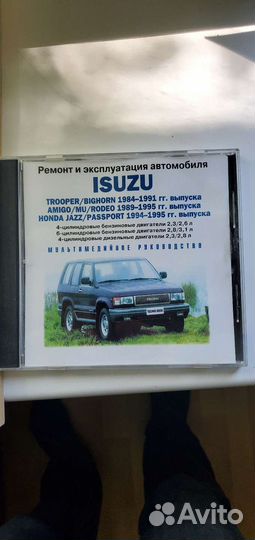 Ремонт и эксплуатация автомобиля
ISUZU
TROOPER/BIGHORN 1984–1991 гг. выпуска
AMIGO/MU/RODEO 1989–1995 гг. выпуска
HONDA JAZZ/PASSPORT 1994–1995 гг. выпуска
4-цилиндровые бензиновые двигатели 2,3/2,6 л
6-цилиндровые бензиновые двигатели 2,8/3,1 л
4-цилиндровые дизельные двигатели 2,2/2,8 л
МУЛЬТИМЕДИЙНОЕ РУКОВОДСТВО
Avito